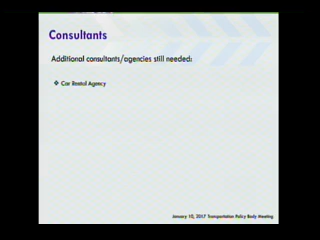 Consultants
Additional consultants/agencies still needed:
❖ Car Rental Agency
January 10, 2017 Transportation Policy Body Meeting